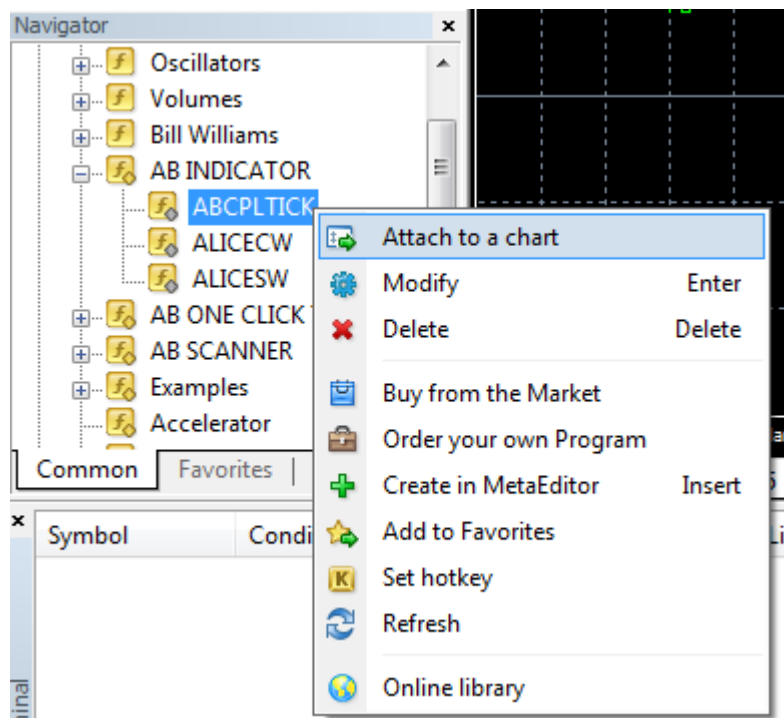 Navigator
Oscillators
Volumes
Bill Williams
AB INDICATOR
ABCPLTICK
ALICECW
ALICESW
AB ONE CLICK
AB SCANNER
Examples
Accelerator
Common Favorites
Symbol
Attach to a chart
Modify Enter
Delete Delete
Buy from the Market
Order your own Program
Create in MetaEditor Insert
Add to Favorites
Set hotkey
Refresh
Online library